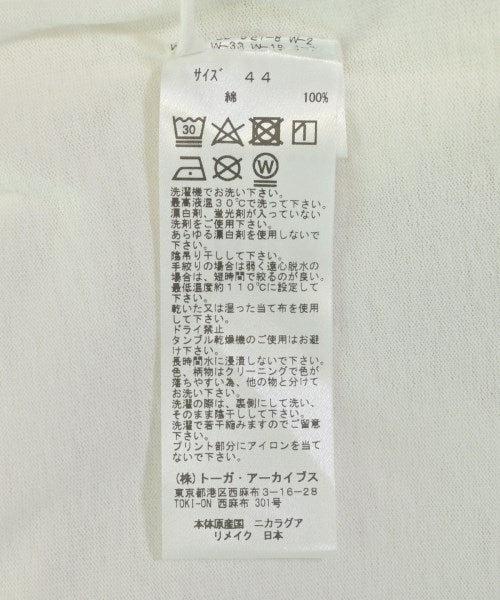 サイズ 44
綿 100%
30
W
洗濯機でお洗い下さい。
最高液温30℃で洗って下さい。
漂白剤、蛍光剤が入っていない
洗剤をご使用下さい。
あらゆる漂白剤を使用しないで
下さい。
陰吊り干しして下さい。
手絞りの場合は弱く遠心脱水の
場合は、短時間で絞るのが良い。
最低温度約110℃に設定して
下さい。
乾いた又は湿った当て布を使用
して下さい。
ドライ禁止
タンブル乾燥機のご使用はお避
け下さい。
長時間水に浸漬しないで下さい。
色、柄物はクリーニングで色が
落ちやすい為、他の物と分けて
お洗い下さい。
洗濯の際は、裏側にして洗い、
そのまま陰干しして下さい。
洗濯で若干縮みますのでご留意
下さい。
プリント部分にアイロンを当て
ないで下さい。
(株)トーガ・アーカイブス
東京都港区西麻布3-16-28
TOKI-ON 西麻布 301号
本体原産国 ニカラグア
リメイク 日本